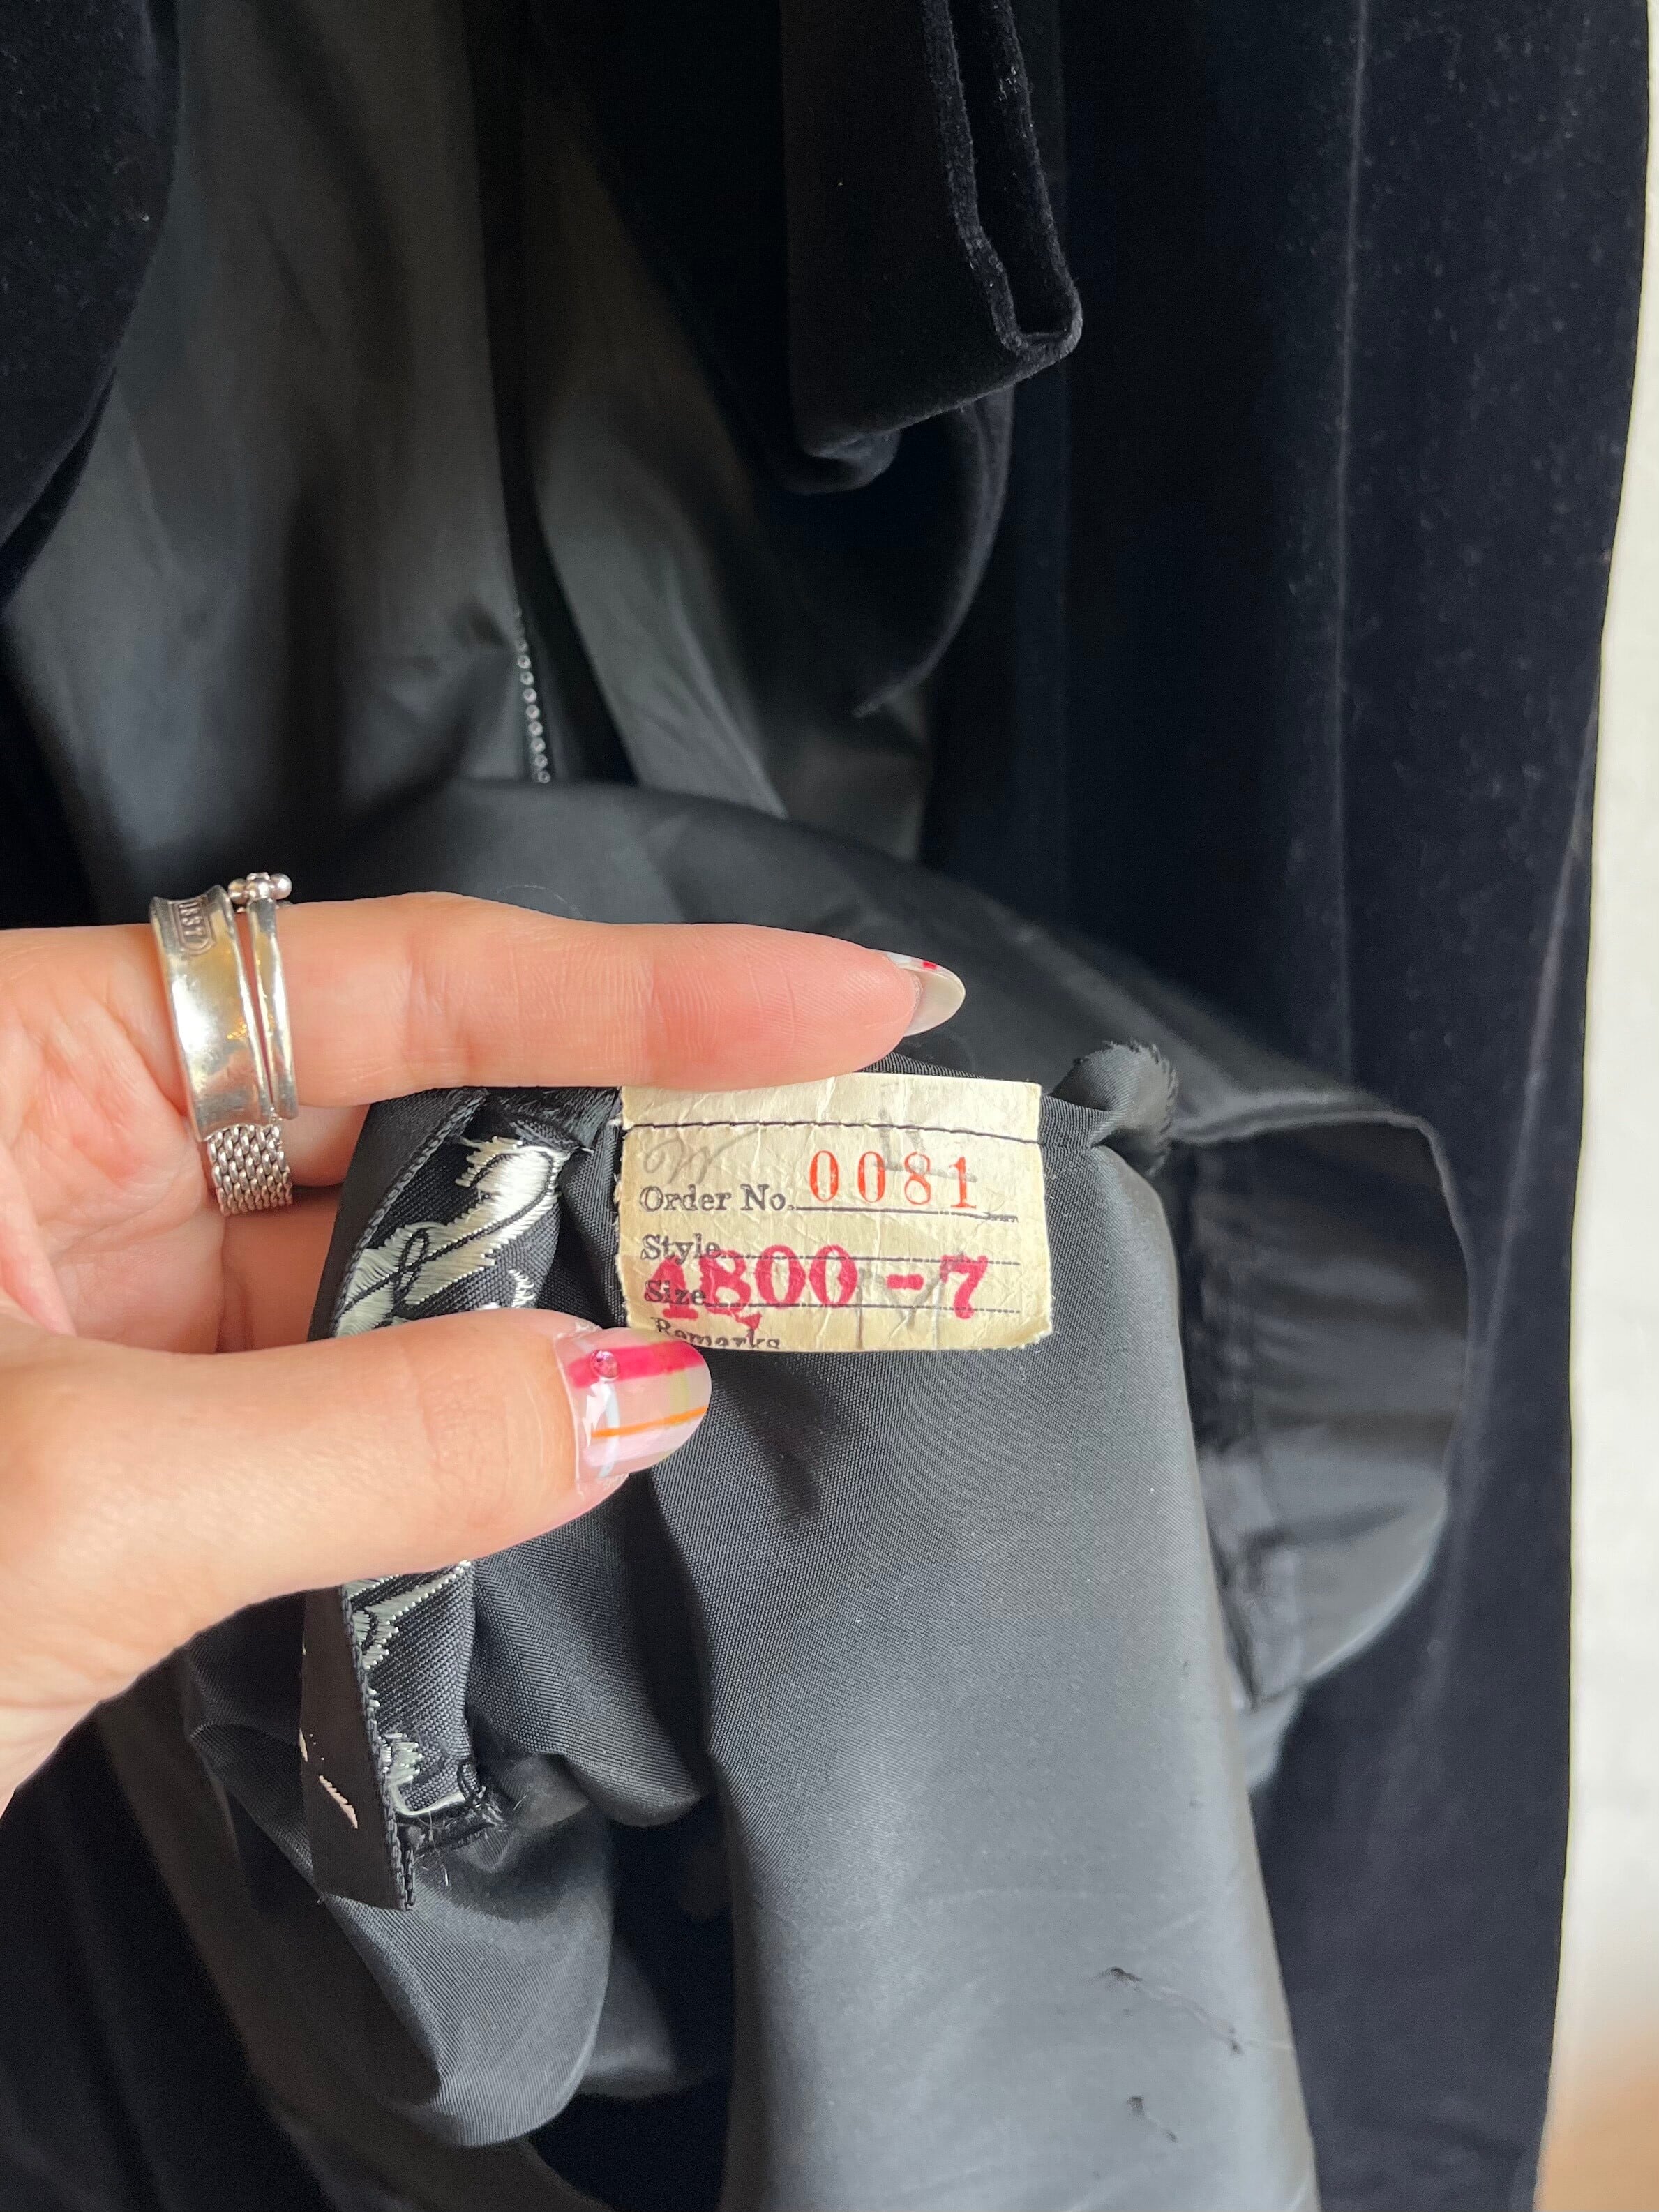 Order No. 0081
Style
4800-7
Size
Remarks